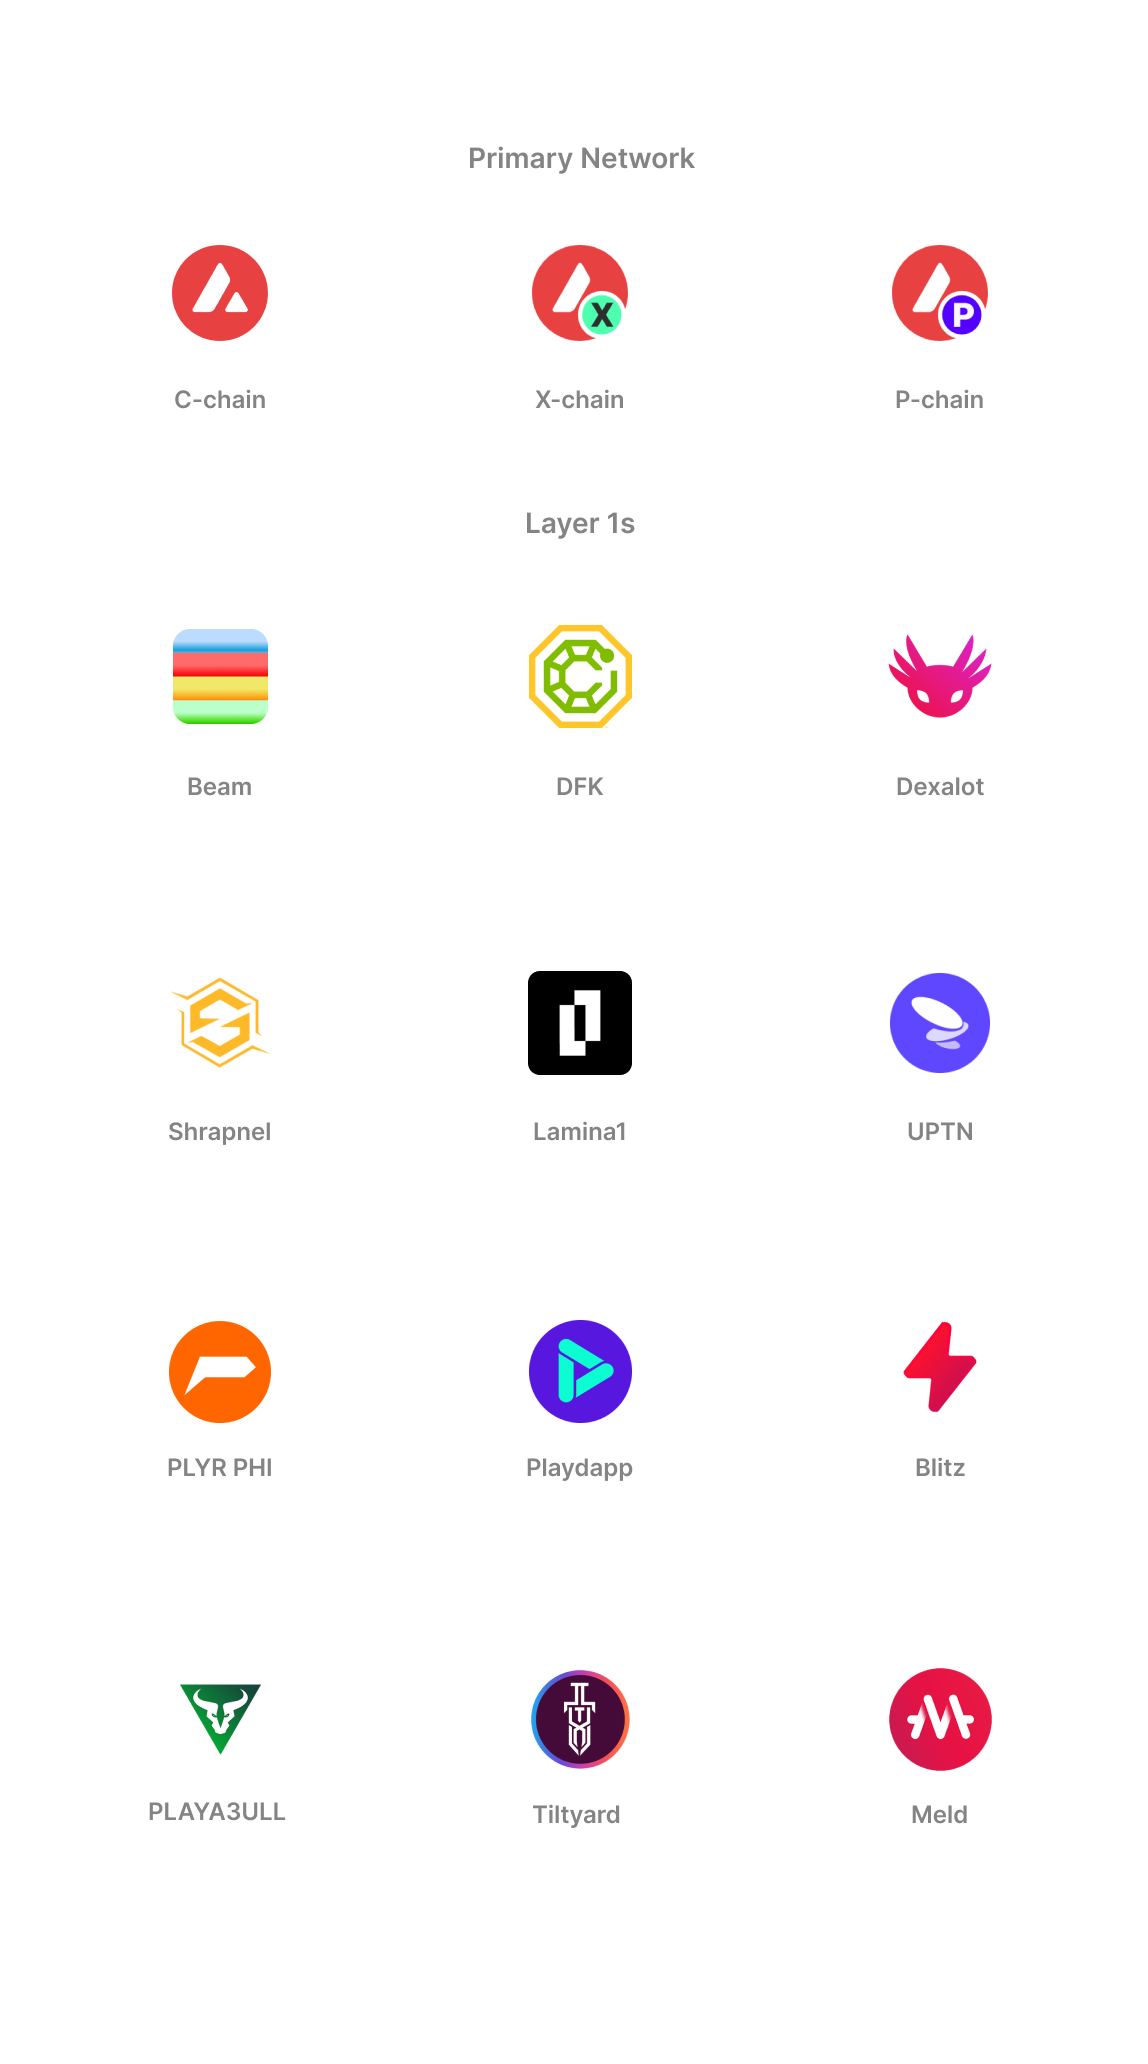 Primary Network
X
P
C-chain
X-chain
P-chain
Layer 1s
Beam
DFK
Dexalot
Shrapnel
Lamina1
UPTN
PLYR PHI
Playdapp
Blitz
PLAYA3ULL
Tiltyard
Meld